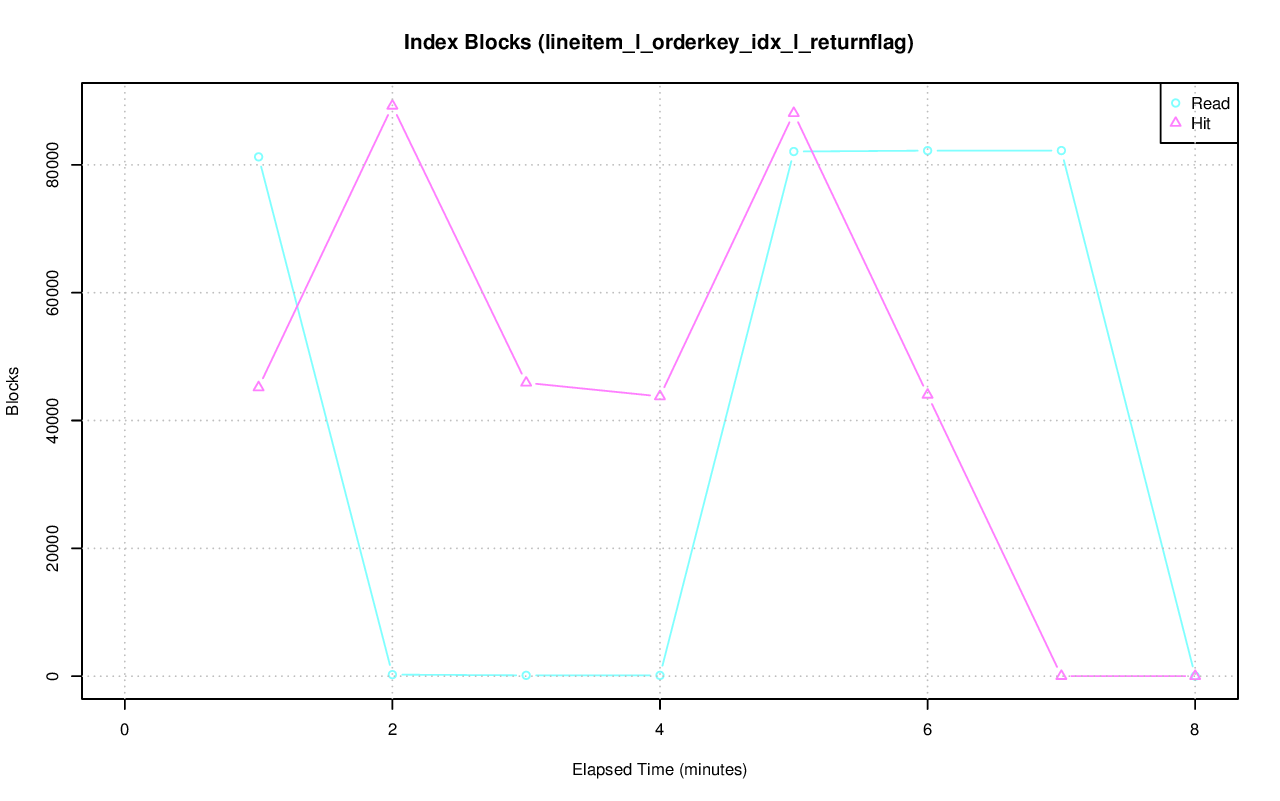 Index Blocks (lineitem_l_orderkey_idx_l_returnflag)
Read
Hit
80000
60000
40000
20000
0
Blocks
0 2 4 6 8
Elapsed Time (minutes)